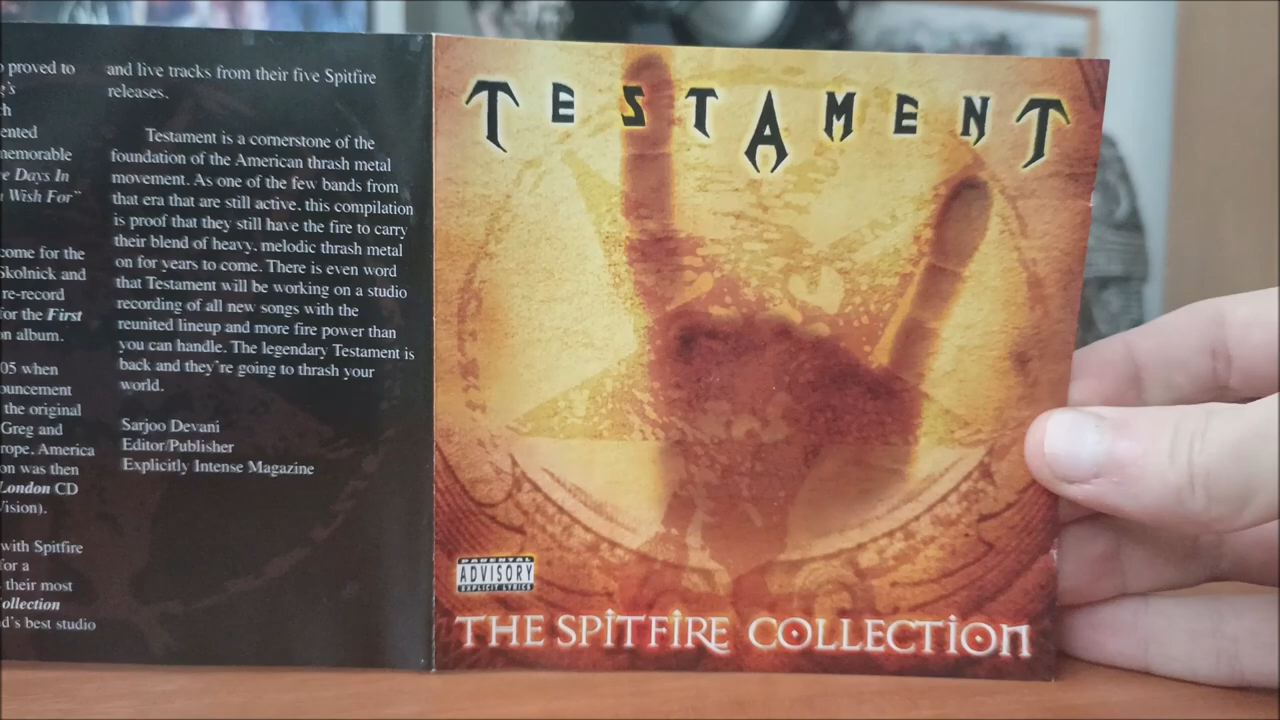 proved to
g's
ch
ented
memorable
e Days In
Wish For"
come for the
Skolnick and
re-record
for the First
n album.
05 when
ouncement
the original
Greg and
rope, America
on was then
London CD
Vision).
with Spitfire
for a
their most
ollection
d's best studio
and live tracks from their five Spitfire
releases.
Testament is a cornerstone of the
foundation of the American thrash metal
movement. As one of the few bands from
that era that are still active, this compilation
is proof that they still have the fire to carry
their blend of heavy, melodic thrash metal
on for years to come. There is even word
that Testament will be working on a studio
recording of all new songs with the
reunited lineup and more fire power than
you can handle. The legendary Testament is
back and they're going to thrash your
world.
Sarjoo Devani
Editor/Publisher
Explicitly Intense Magazine
TESTAMENT
PARENTAL
ADVISORY
EXPLICIT LYRICS
THE SPITFIRE COLLECTION